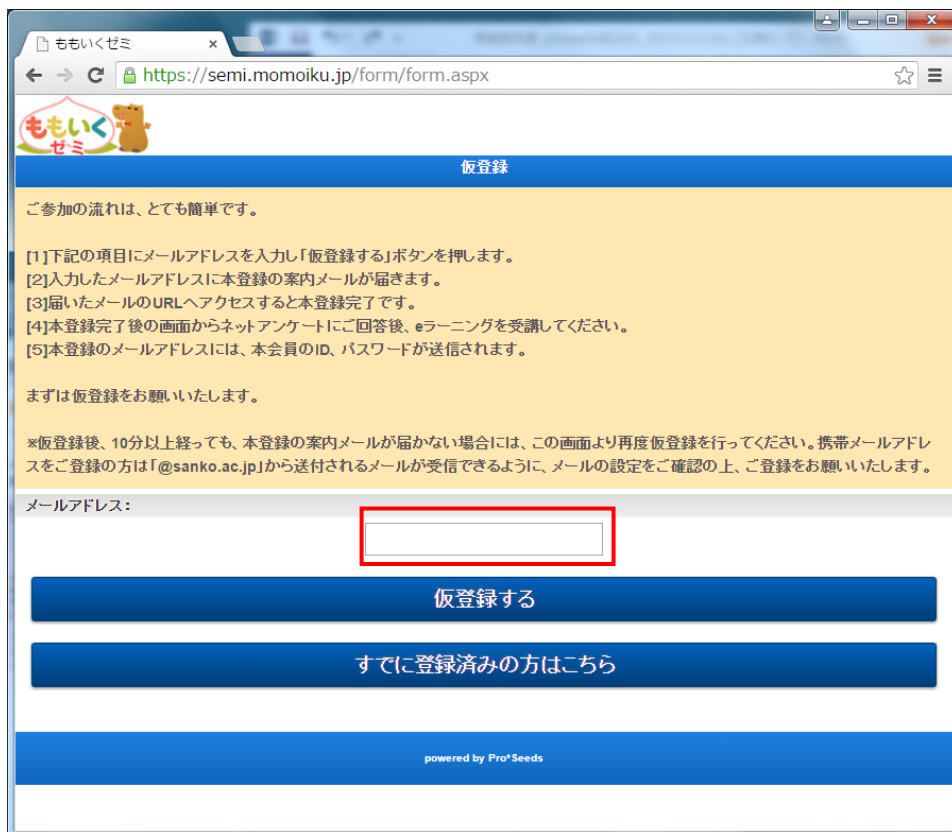 ももいくゼミ
https://semi.momoiku.jp/form/form.aspx
ももいく
ゼミ
仮登録
ご参加の流れは、とても簡単です。
[1]下記の項目にメールアドレスを入力し「仮登録する」ボタンを押します。
[2]入力したメールアドレスに本登録の案内メールが届きます。
[3]届いたメールのURLへアクセスすると本登録完了です。
[4]本登録完了後の画面からネットアンケートにご回答後、eラーニングを受講してください。
[5]本登録のメールアドレスには、本会員のID、パスワードが送信されます。
まずは仮登録をお願いいたします。
※仮登録後、10分以上経っても、本登録の案内メールが届かない場合には、この画面より再度仮登録を行ってください。携帯メールアドレ
スをご登録の方は「@sanko.ac.jp」から送付されるメールが受信できるように、メールの設定をご確認の上、ご登録をお願いいたします。
メールアドレス：
仮登録する
すでに登録済みの方はこちら
powered by Pro*Seeds